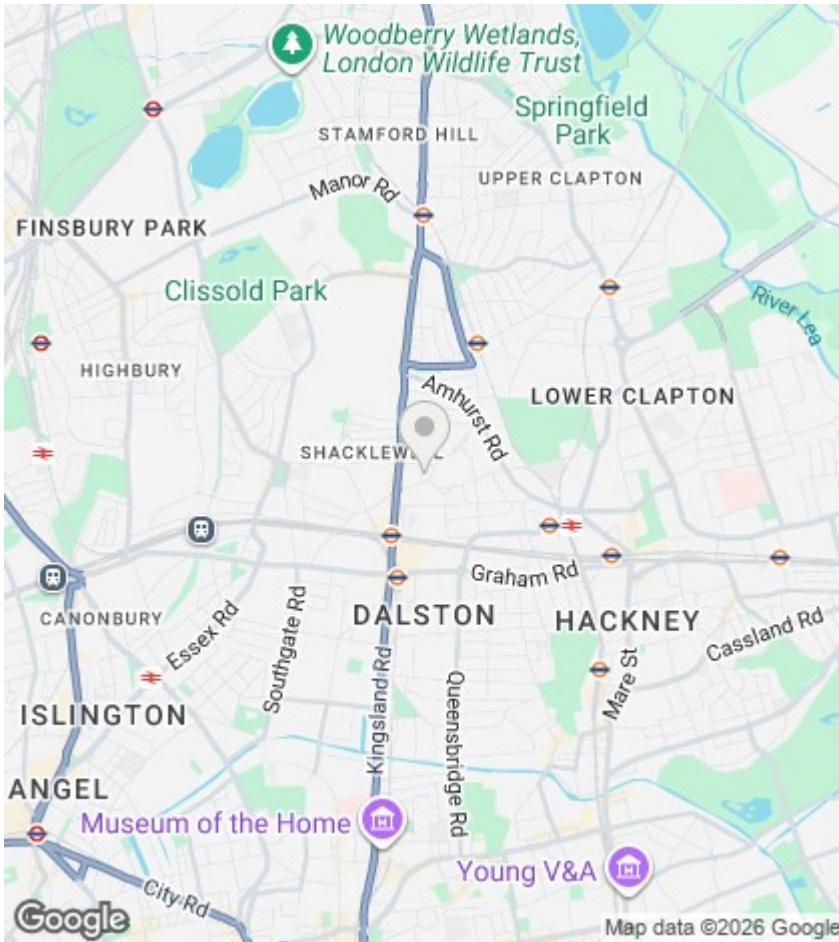 Woodberry Wetlands,
London Wildlife Trust
Springfield
Park
STAMFORD HILL
UPPER CLAPTON
Manor Rd
FINSBURY PARK
Clissold Park
River Lea
HIGHBURY
Amhurst Rd
LOWER CLAPTON
SHACKLEWELL
Graham Rd
DALSTON
HACKNEY
CANONBURY
Essex Rd
Southgate Rd
Cassland Rd
Mare St
Kingsland Rd
Queensbridge Rd
ISLINGTON
ANGEL
Museum of the Home
Young V&A
City Rd
Google
Map data ©2026 Google